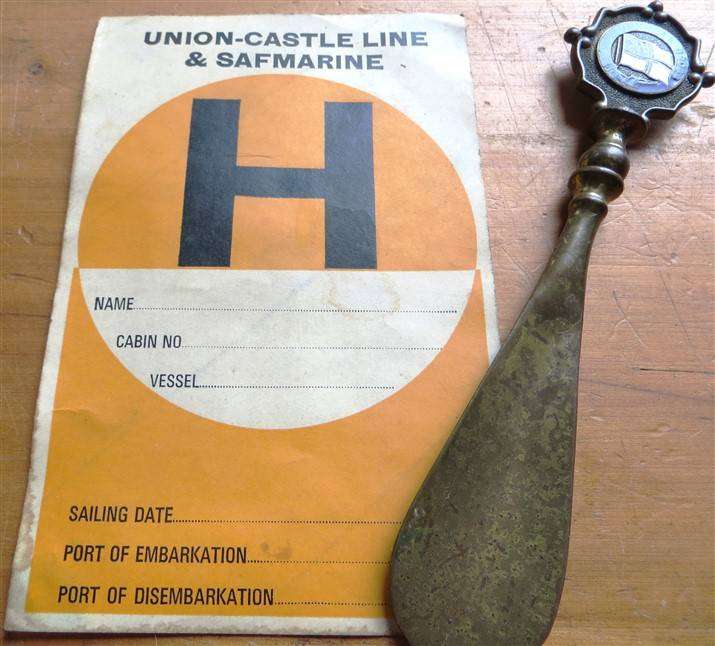 UNION-CASTLE LINE
& SAFMARINE
H
NAME
CABIN NO
VESSEL
SAILING DATE
PORT OF EMBARKATION
PORT OF DISEMBARKATION